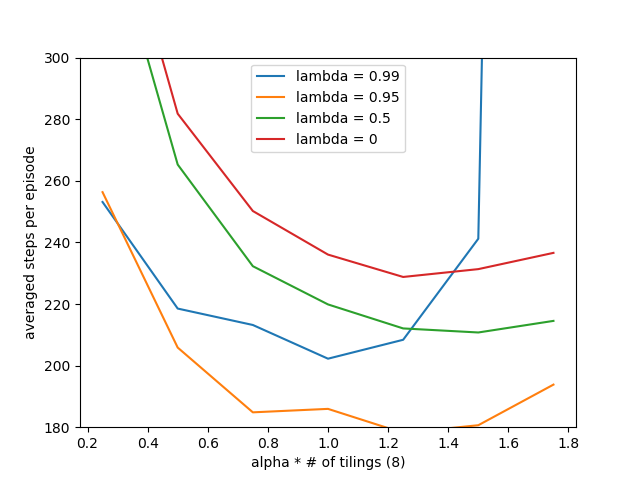 300
280
260
240
220
200
180
averaged steps per episode
lambda = 0.99
lambda = 0.95
lambda = 0.5
lambda = 0
0.2 0.4 0.6 0.8 1.0 1.2 1.4 1.6 1.8
alpha * # of tilings (8)